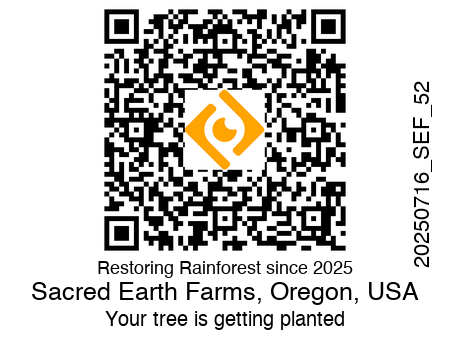 Restoring Rainforest since 2025
Sacred Earth Farms, Oregon, USA
Your tree is getting planted
20250716_SEF_52